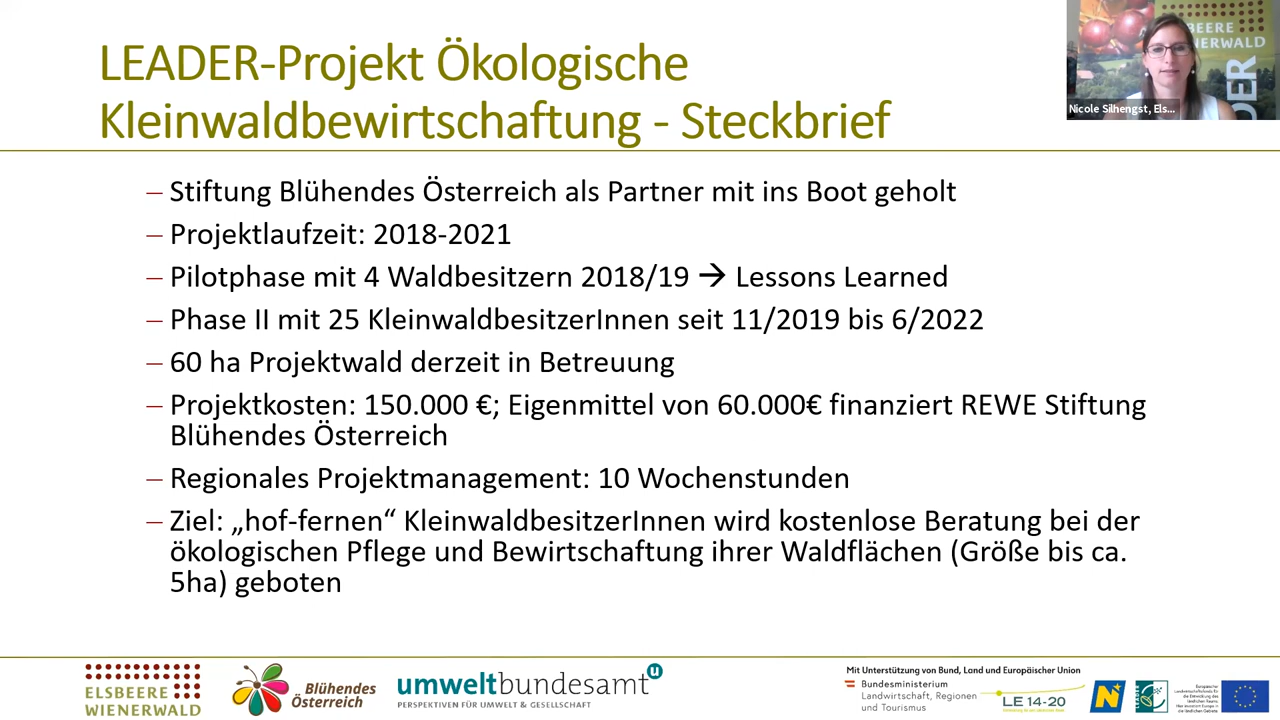 LEADER-Projekt Ökologische
Kleinwaldbewirtschaftung - Steckbrief
BEERE
NERWALD
DER
Nicole Silhengst, Els...
– Stiftung Blühendes Österreich als Partner mit ins Boot geholt
– Projektlaufzeit: 2018-2021
– Pilotphase mit 4 Waldbesitzern 2018/19 → Lessons Learned
– Phase II mit 25 KleinwaldbesitzerInnen seit 11/2019 bis 6/2022
– 60 ha Projektwald derzeit in Betreuung
– Projektkosten: 150.000 €; Eigenmittel von 60.000€ finanziert REWE Stiftung
Blühendes Österreich
– Regionales Projektmanagement: 10 Wochenstunden
– Ziel: „hof-fernen“ KleinwaldbesitzerInnen wird kostenlose Beratung bei der
ökologischen Pflege und Bewirtschaftung ihrer Waldflächen (Größe bis ca.
5ha) geboten
ELSBEERE
WIENERWALD
Blühendes
Österreich
umweltbundesamt
u
PERSPEKTIVEN FÜR UMWELT & GESELLSCHAFT
Mit Unterstützung von Bund, Land und Europäischer Union
Bundesministerium
Landwirtschaft, Regionen
und Tourismus
LE 14-20
N